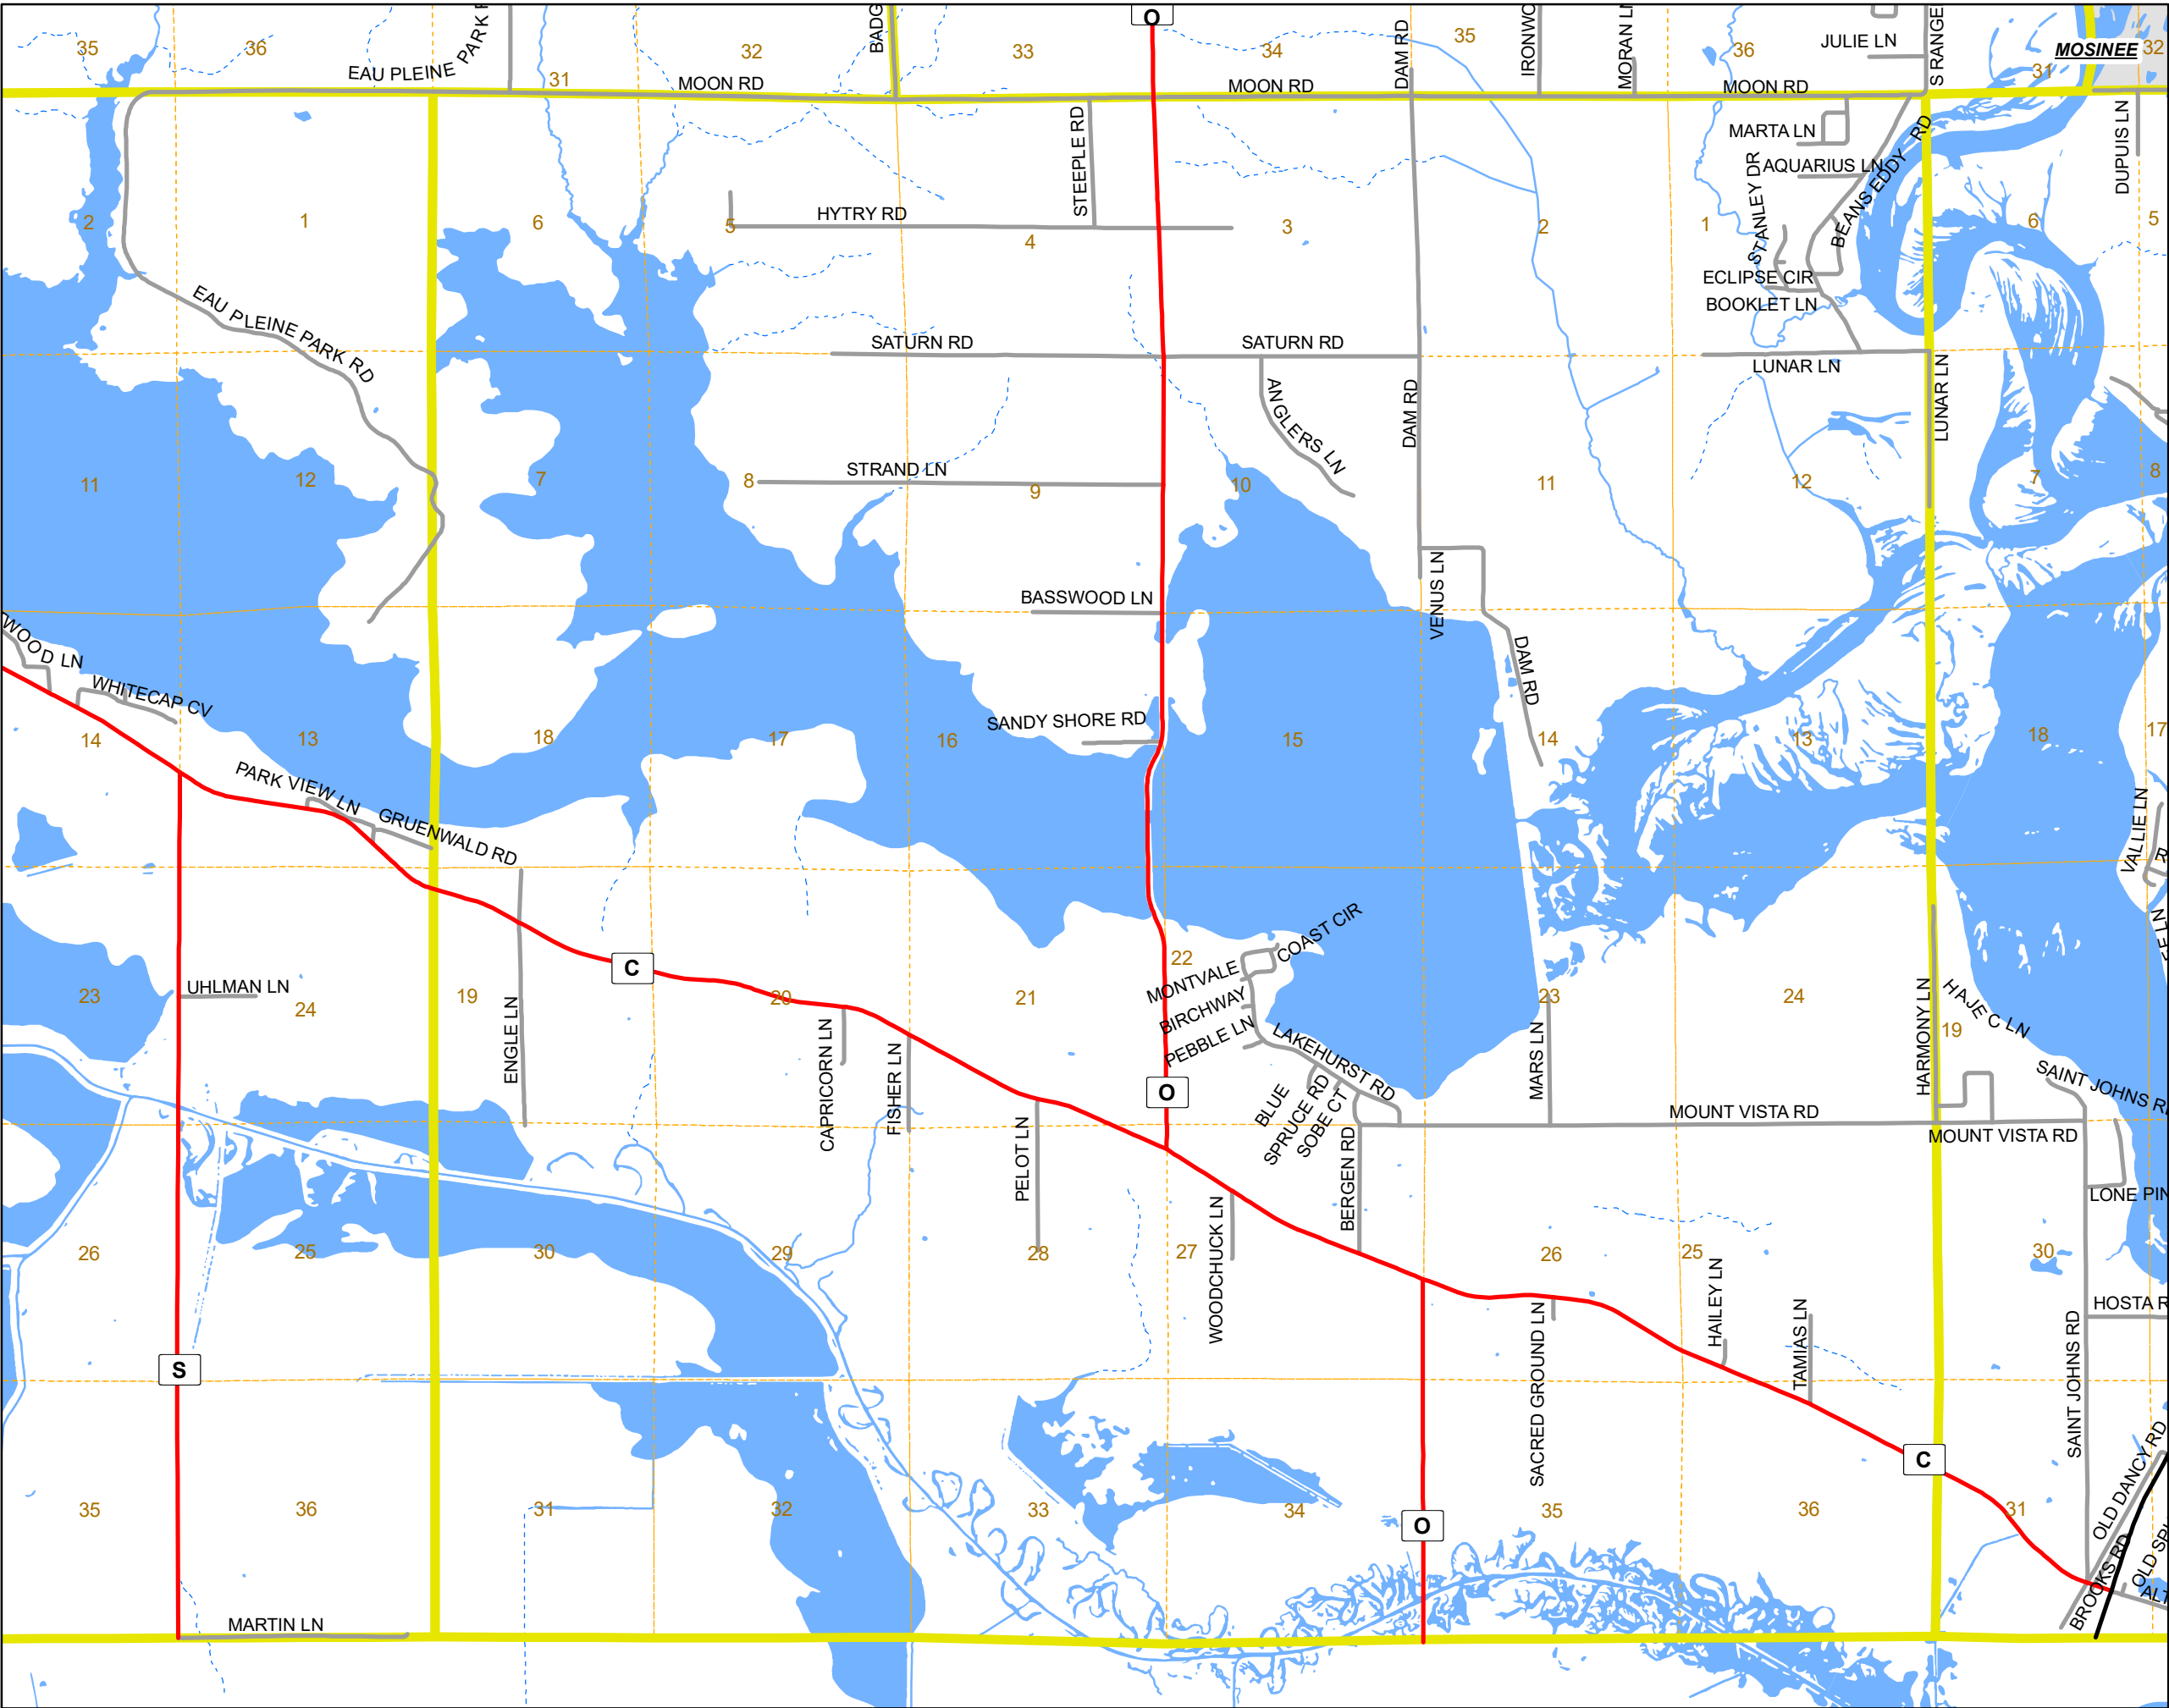 O
BADG
DAM RD
IRONWO
MORAN LN
S RANGE
35
36
EAU PLEINE PARK R
31
32
33
34
35
36
JULIE LN
31
MOSINEE
32
MOON RD
MOON RD
MOON RD
STEEPLE RD
MARTA LN
AQUARIUS LN
BEANS EDDY RD
DUPUIS LN
STANLEY DR
2
1
6
5
HYTRY RD
4
3
2
1
6
5
ECLIPSE CIR
BOOKLET LN
EAU PLEINE PARK RD
SATURN RD
SATURN RD
LUNAR LN
LUNAR LN
ANGLERS LN
DAM RD
11
12
7
8
STRAND LN
9
10
11
12
7
8
VENUS LN
BASSWOOD LN
WOOD LN
WHITECAP CV
DAM RD
SANDY SHORE RD
14
13
18
17
16
15
14
13
18
17
PARK VIEW LN
GRUENWALD RD
VALLIE LN
R
COAST CIR
22
C
MONTVALE
BIRCHWAY
PEBBLE LN
LAKEHURST RD
23
UHLMAN LN
24
19
ENGLE LN
20
21
23
24
HARMONY LN
HAJEC LN
19
CAPRICORN LN
FISHER LN
O
BLUE
SPRUCE RD
SOBE CT
MARS LN
SAINT JOHNS R
MOUNT VISTA RD
MOUNT VISTA RD
PELOT LN
BERGEN RD
WOODCHUCK LN
LONE PIN
26
25
30
29
28
27
26
25
30
HAILEY LN
TAMIAS LN
SACRED GROUND LN
HOSTA R
SAINT JOHNS RD
S
C
35
36
31
32
33
34
O
35
36
31
OLD DANCY RD
BROOKS RD
OLD SPI
ALT
MARTIN LN